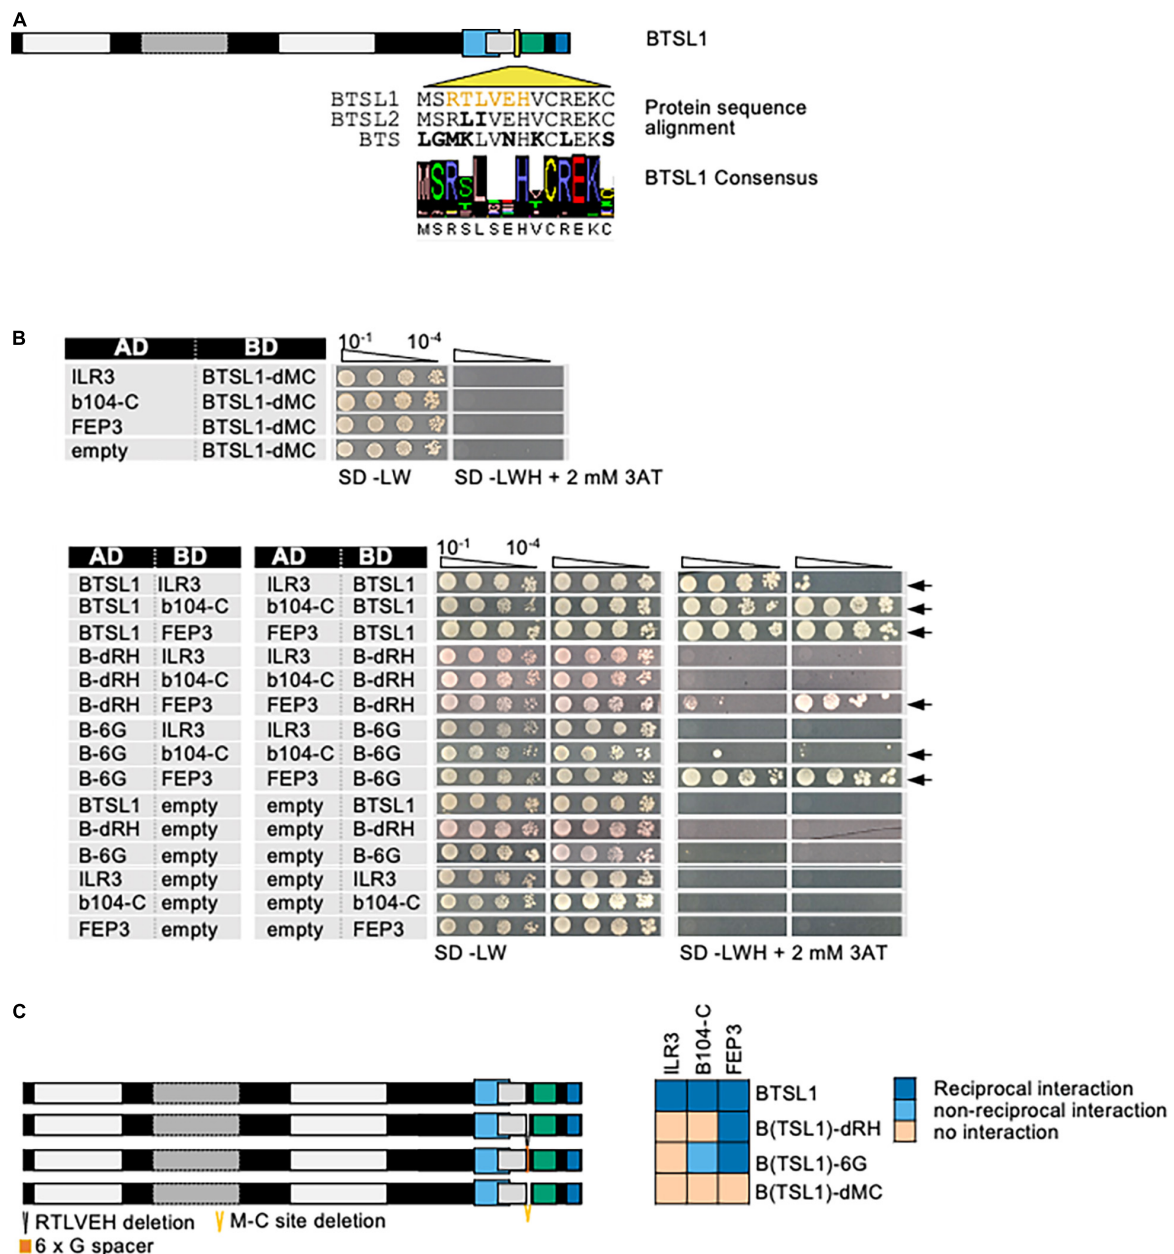 A
BTSL1
BTSL1 MSRTLVEHVCREKC
BTSL2 MSRLIVEHVCREKC
BTS LGMKLVNHKCLEKS
Protein sequence
alignment
BTSL1 Consensus
MSRSLSEHVCREKC
B
AD BD 10-1 10-4
ILR3 BTSL1-dMC
b104-C BTSL1-dMC
FEP3 BTSL1-dMC
empty BTSL1-dMC
SD -LW SD -LWH + 2 mM 3AT
AD BD AD BD 10-1 10-4
BTSL1 ILR3 ILR3 BTSL1
BTSL1 b104-C b104-C BTSL1
BTSL1 FEP3 FEP3 BTSL1
B-dRH ILR3 ILR3 B-dRH
B-dRH b104-C b104-C B-dRH
B-dRH FEP3 FEP3 B-dRH
B-6G ILR3 ILR3 B-6G
B-6G b104-C b104-C B-6G
B-6G FEP3 FEP3 B-6G
BTSL1 empty empty BTSL1
B-dRH empty empty B-dRH
B-6G empty empty B-6G
ILR3 empty empty ILR3
b104-C empty empty b104-C
FEP3 empty empty FEP3
SD -LW SD -LWH + 2 mM 3AT
C
ILR3 B104-C FEP3
BTSL1
B(TSL1)-dRH
B(TSL1)-6G
B(TSL1)-dMC
Reciprocal interaction
non-reciprocal interaction
no interaction
RTLVEH deletion M-C site deletion
6 x G spacer